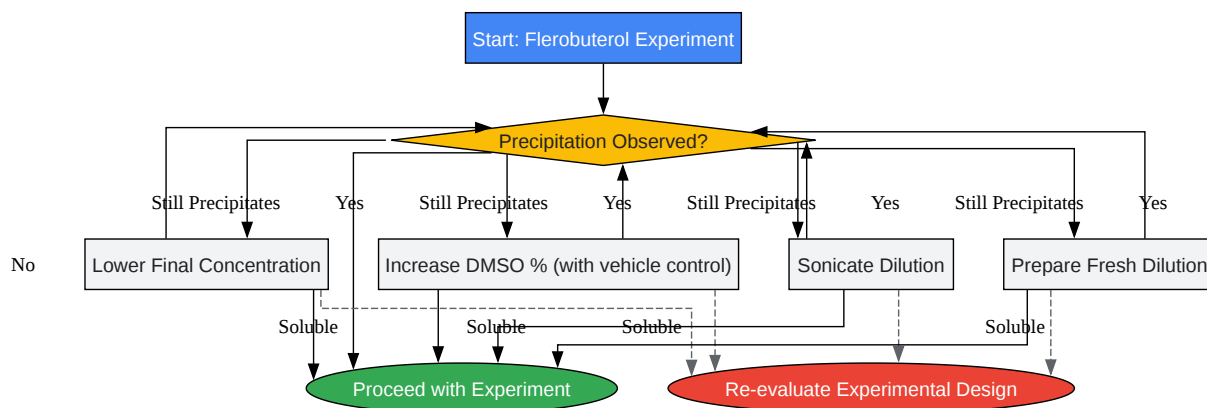 Start: Flerobuterol Experiment
Precipitation Observed?
Still Precipitates
Yes
Still Precipitates
Yes
Still Precipitates
Yes
Still Precipitates
Yes
No
Lower Final Concentration
Increase DMSO % (with vehicle control)
Sonicate Dilution
Prepare Fresh Dilution
Soluble
Soluble
Soluble
Soluble
Proceed with Experiment
Re-evaluate Experimental Design